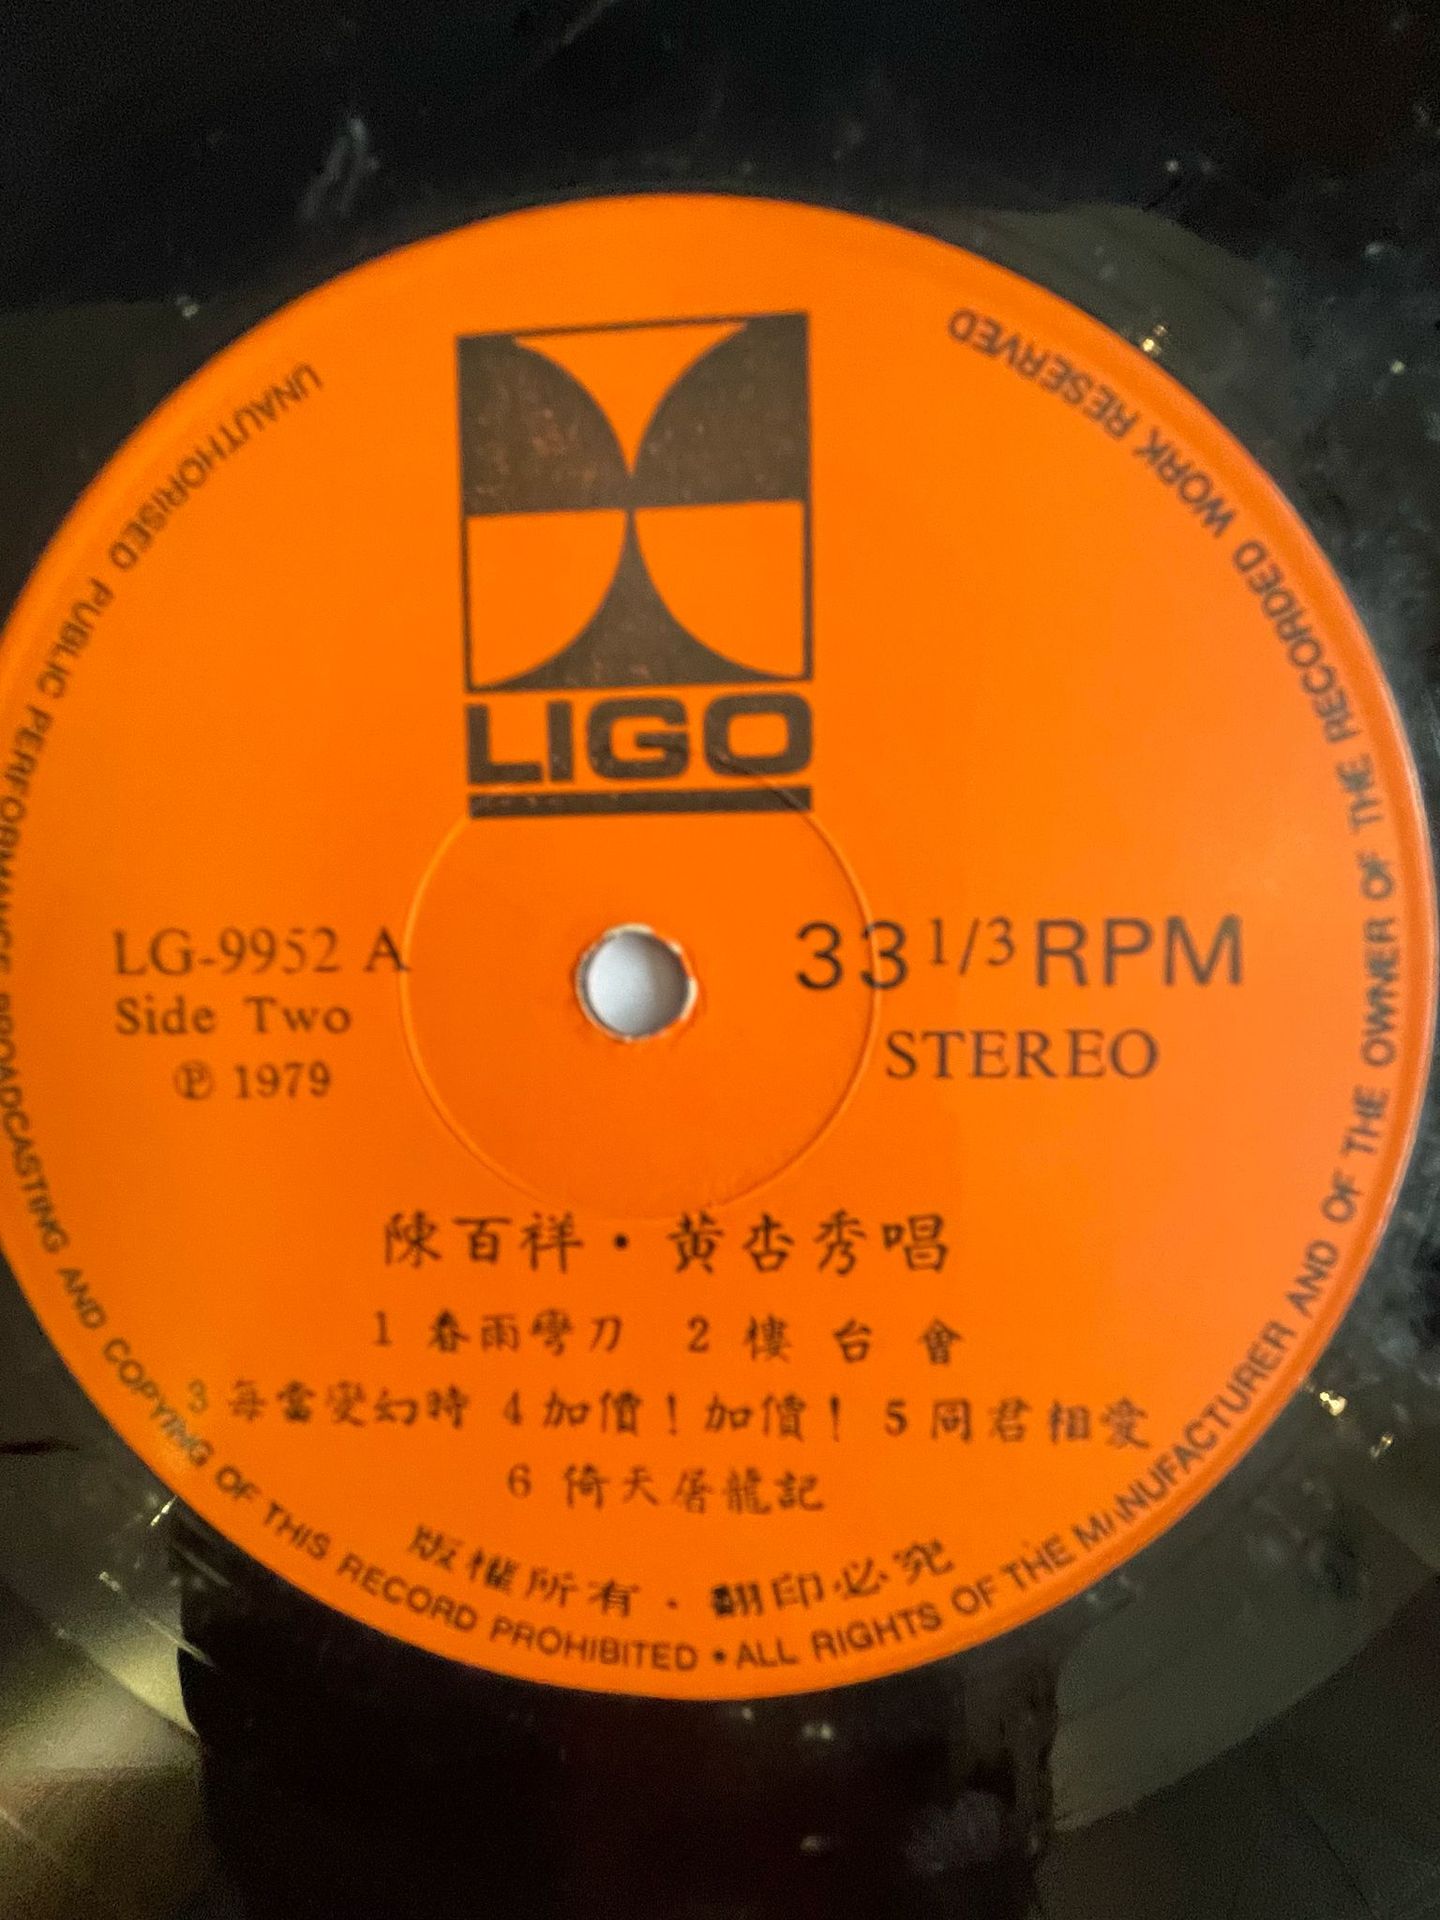 LIGO
LG-9952 A
Side Two
℗ 1979
33 1/3 RPM
STEREO
陳百祥・黃杏秀唱
1 春雨彎刀 2 樓台會
3 每當變幻時 4 加價！加價！ 5 岡君相愛
6 倚天屠龍記
版權所有・翻印必究
UNAUTHORISED PUBLIC PERFORMANCE BROADCASTING AND COPYING OF THIS RECORD PROHIBITED • ALL RIGHTS OF THE MANUFACTURER AND OF THE OWNER OF THE RECORDED WORK RESERVED